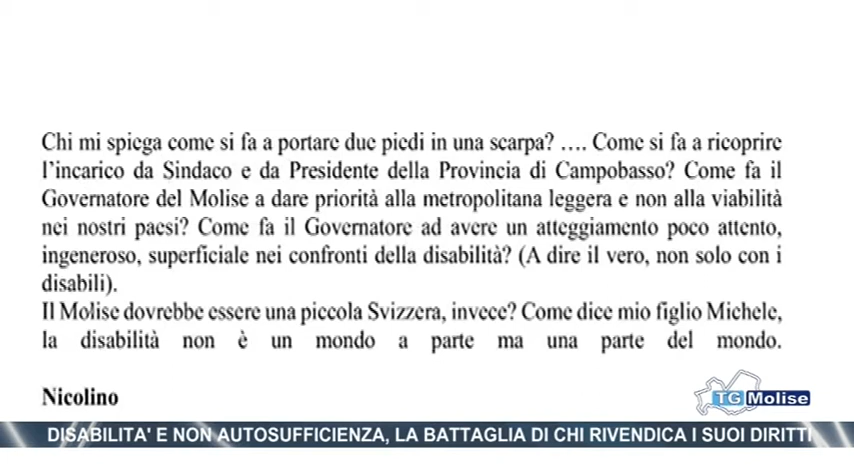 Chi mi spiega come si fa a portare due piedi in una scarpa? …. Come si fa a ricoprire
l'incarico da Sindaco e da Presidente della Provincia di Campobasso? Come fa il
Governatore del Molise a dare priorità alla metropolitana leggera e non alla viabilità
nei nostri paesi? Come fa il Governatore ad avere un atteggiamento poco attento,
ingeneroso, superficiale nei confronti della disabilità? (A dire il vero, non solo con i
disabili).
Il Molise dovrebbe essere una piccola Svizzera, invece? Come dice mio figlio Michele,
la disabilità non è un mondo a parte ma una parte del mondo.
Nicolino
TG Molise
DISABILITA' E NON AUTOSUFFICIENZA, LA BATTAGLIA DI CHI RIVENDICA I SUOI DIRITTI